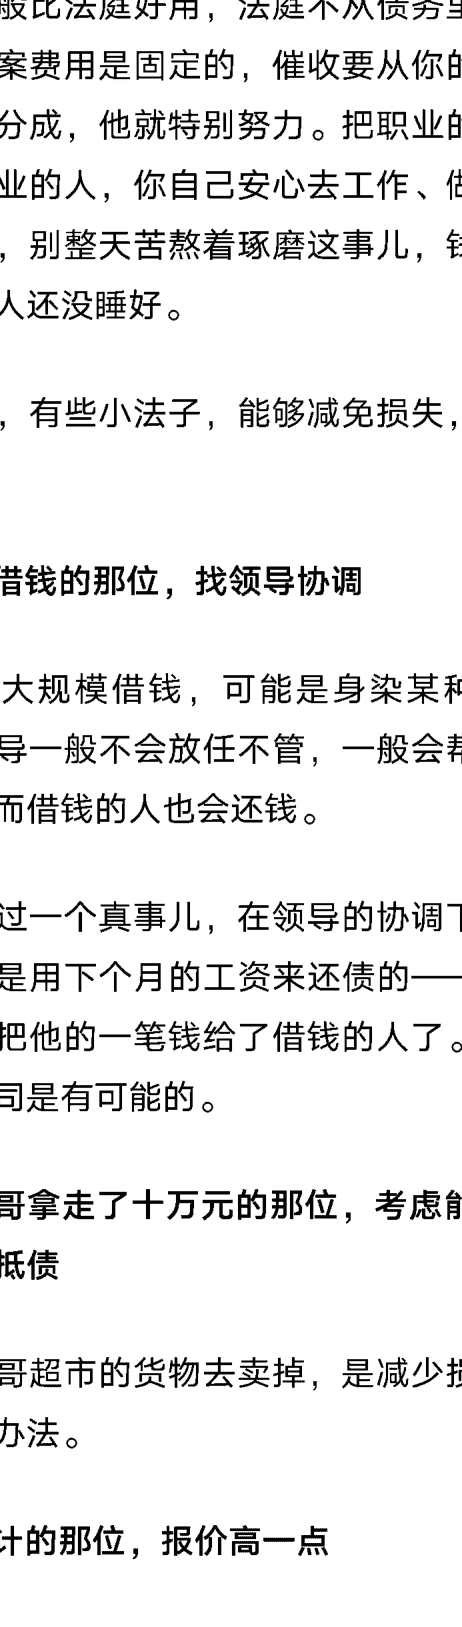 般比法庭好用，法庭不从债务里
案费用是固定的，催收要从你的
分成，他就特别努力。把职业的
业的人，你自己安心去工作、做
，别整天苦熬着琢磨这事儿，钱
人还没睡好。
，有些小法子，能够减免损失，
借钱的那位，找领导协调
大规模借钱，可能是身染某种
导一般不会放任不管，一般会帮
而借钱的人也会还钱。
过一个真事儿，在领导的协调下
是用下个月的工资来还债的——
把他的一笔钱给了借钱的人了。
司是有可能的。
哥拿走了十万元的那位，考虑能
抵债
哥超市的货物去卖掉，是减少损
办法。
计的那位，报价高一点